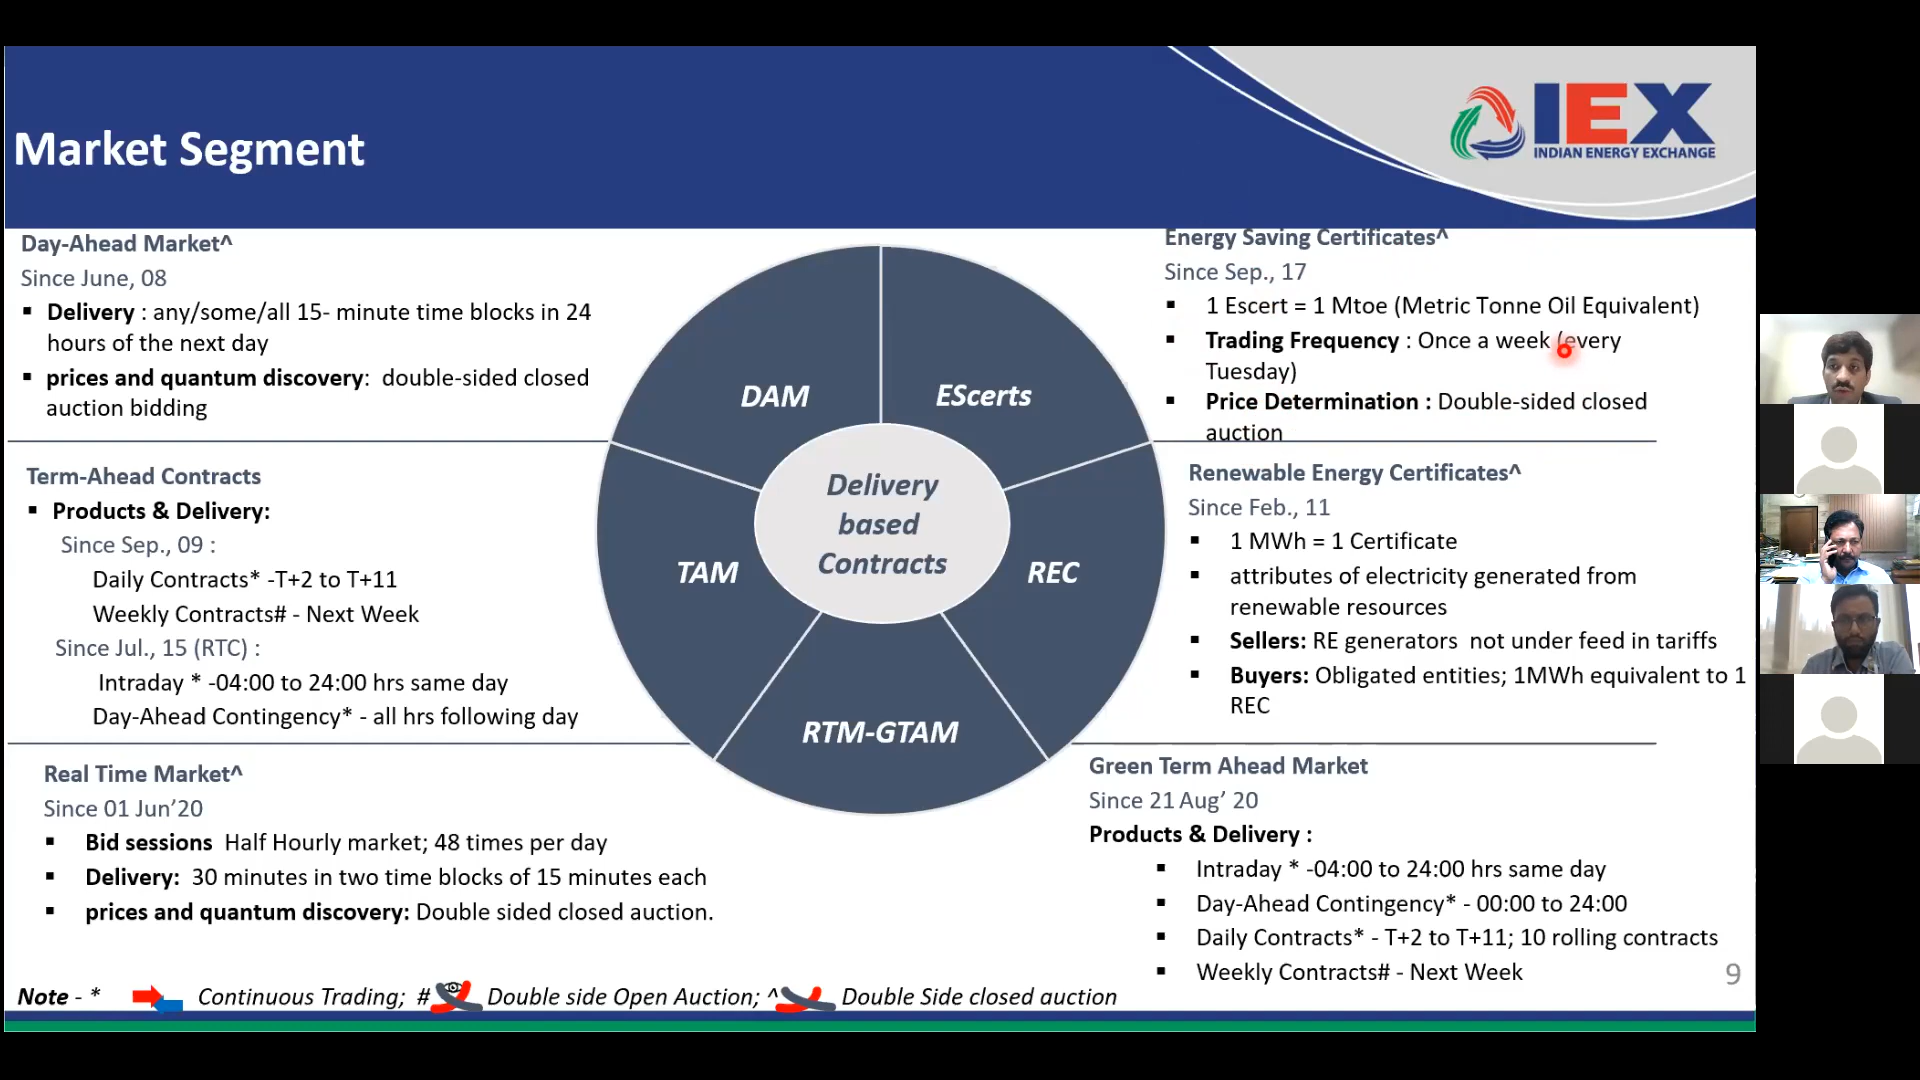 Market Segment
IEX
INDIAN ENERGY EXCHANGE
Day-Ahead Market^
Since June, 08
▪ Delivery : any/some/all 15- minute time blocks in 24
hours of the next day
▪ prices and quantum discovery: double-sided closed
auction bidding
Term-Ahead Contracts
▪ Products & Delivery:
Since Sep., 09 :
Daily Contracts* -T+2 to T+11
Weekly Contracts# - Next Week
Since Jul., 15 (RTC) :
Intraday * -04:00 to 24:00 hrs same day
Day-Ahead Contingency* - all hrs following day
Real Time Market^
Since 01 Jun’20
▪ Bid sessions Half Hourly market; 48 times per day
▪ Delivery: 30 minutes in two time blocks of 15 minutes each
▪ prices and quantum discovery: Double sided closed auction.
DAM
EScerts
TAM
REC
RTM-GTAM
Delivery
based
Contracts
Energy Saving Certificates^
Since Sep., 17
▪ 1 Escert = 1 Mtoe (Metric Tonne Oil Equivalent)
▪ Trading Frequency : Once a week (every
Tuesday)
▪ Price Determination : Double-sided closed
auction
Renewable Energy Certificates^
Since Feb., 11
▪ 1 MWh = 1 Certificate
▪ attributes of electricity generated from
renewable resources
▪ Sellers: RE generators not under feed in tariffs
▪ Buyers: Obligated entities; 1MWh equivalent to 1
REC
Green Term Ahead Market
Since 21 Aug’ 20
Products & Delivery :
▪ Intraday * -04:00 to 24:00 hrs same day
▪ Day-Ahead Contingency* - 00:00 to 24:00
▪ Daily Contracts* - T+2 to T+11; 10 rolling contracts
▪ Weekly Contracts# - Next Week
Note - * Continuous Trading; # Double side Open Auction; ^ Double Side closed auction
9